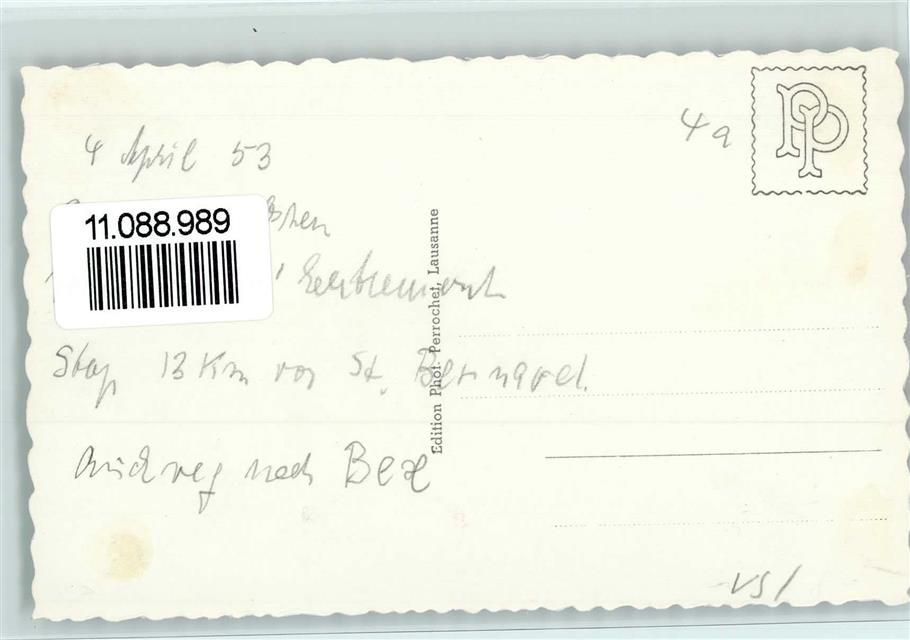 4 April 53
4a
PP
11.088.989
Stop 13 Km vor St. Bernard.
Rückweg nach Bex
Edition Phot. Perrochet, Lausanne
VS/